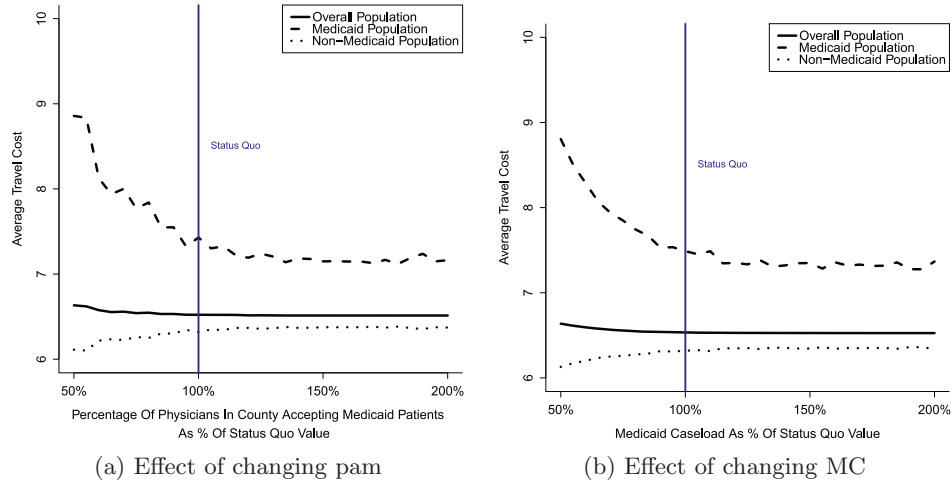 Overall Population
Medicaid Population
Non−Medicaid Population
Status Quo
Average Travel Cost
10
9
8
7
6
50%
100%
150%
200%
Percentage Of Physicians In County Accepting Medicaid Patients
As % Of Status Quo Value
(a) Effect of changing pam
Overall Population
Medicaid Population
Non−Medicaid Population
Status Quo
Average Travel Cost
10
9
8
7
6
50%
100%
150%
200%
Medicaid Caseload As % Of Status Quo Value
(b) Effect of changing MC